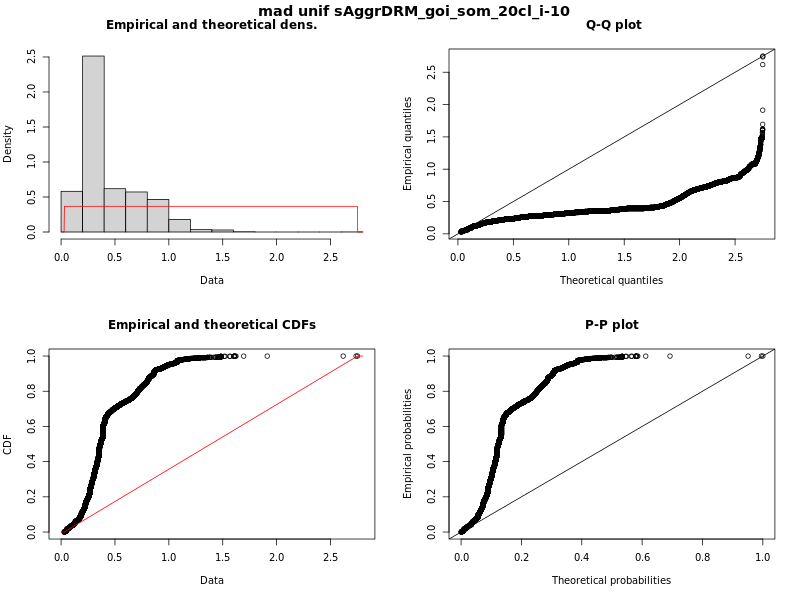 mad unif sAggrDRM_goi_som_20cl_i-10
Empirical and theoretical dens.
Density
0.0 0.5 1.0 1.5 2.0 2.5
0.0 0.5 1.0 1.5 2.0 2.5
Data
Q-Q plot
Empirical quantiles
0.0 0.5 1.0 1.5 2.0 2.5
0.0 0.5 1.0 1.5 2.0 2.5
Theoretical quantiles
Empirical and theoretical CDFs
CDF
0.0 0.2 0.4 0.6 0.8 1.0
0.0 0.5 1.0 1.5 2.0 2.5
Data
P-P plot
Empirical probabilities
0.0 0.2 0.4 0.6 0.8 1.0
0.0 0.2 0.4 0.6 0.8 1.0
Theoretical probabilities